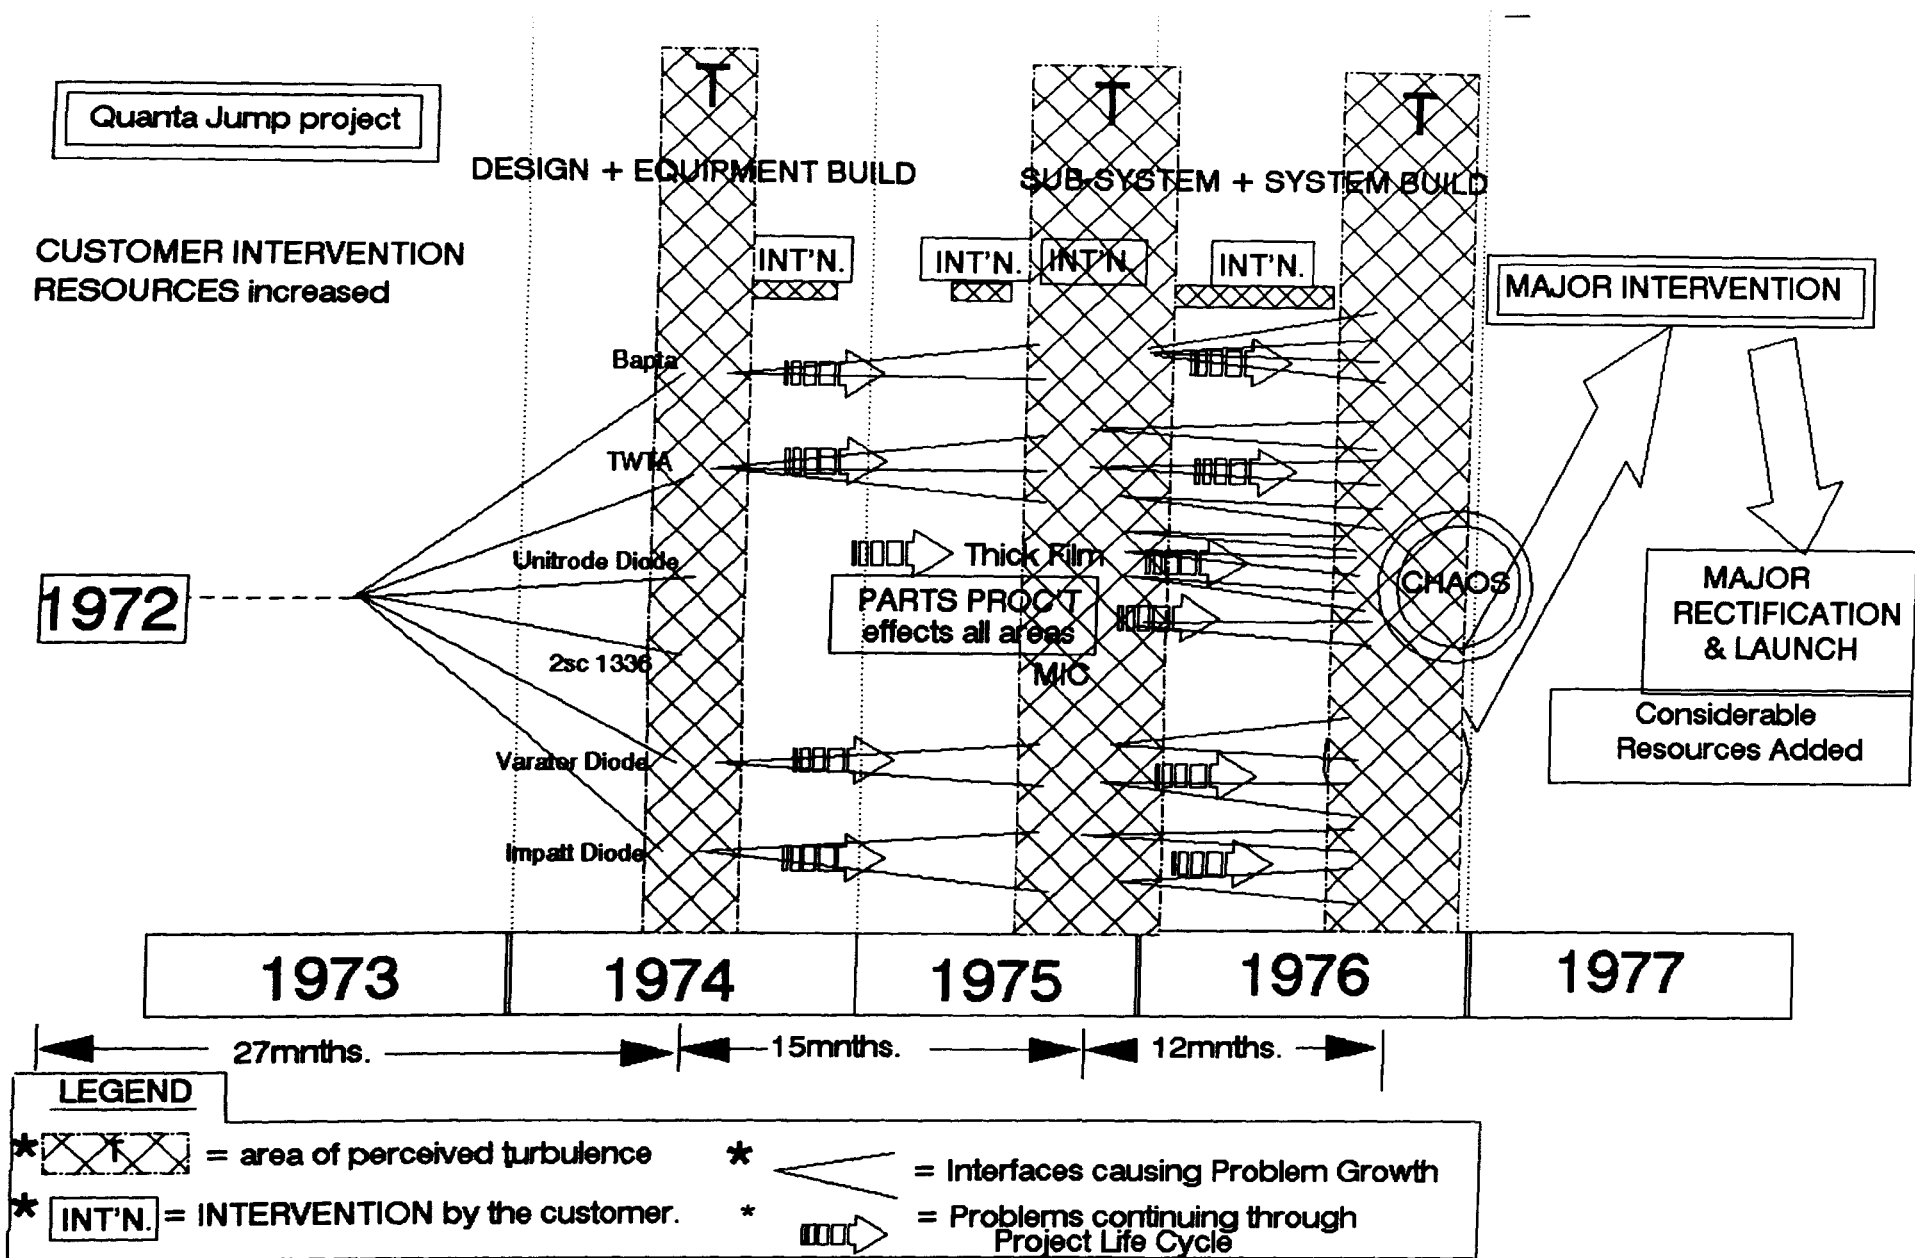 T
T
T
Quanta Jump project
DESIGN + EQUIPMENT BUILD
SUB-SYSTEM + SYSTEM BUILD
CUSTOMER INTERVENTION
RESOURCES increased
INT'N.
INT'N.
INT'N
INT'N.
MAJOR INTERVENTION
Bapta
TWTA
Unitrode Diode
Thick Film
1972
PARTS PROC'T
effects all areas
CHAOS
MAJOR
RECTIFICATION
& LAUNCH
2sc 1336
MIC
Considerable
Resources Added
Varater Diode
Impatt Diode
1973
1974
1975
1976
1977
27mnths.
15mnths.
12mnths.
LEGEND
* T = area of perceived turbulence
* = Interfaces causing Problem Growth
* INT'N. = INTERVENTION by the customer.
* = Problems continuing through
Project Life Cycle